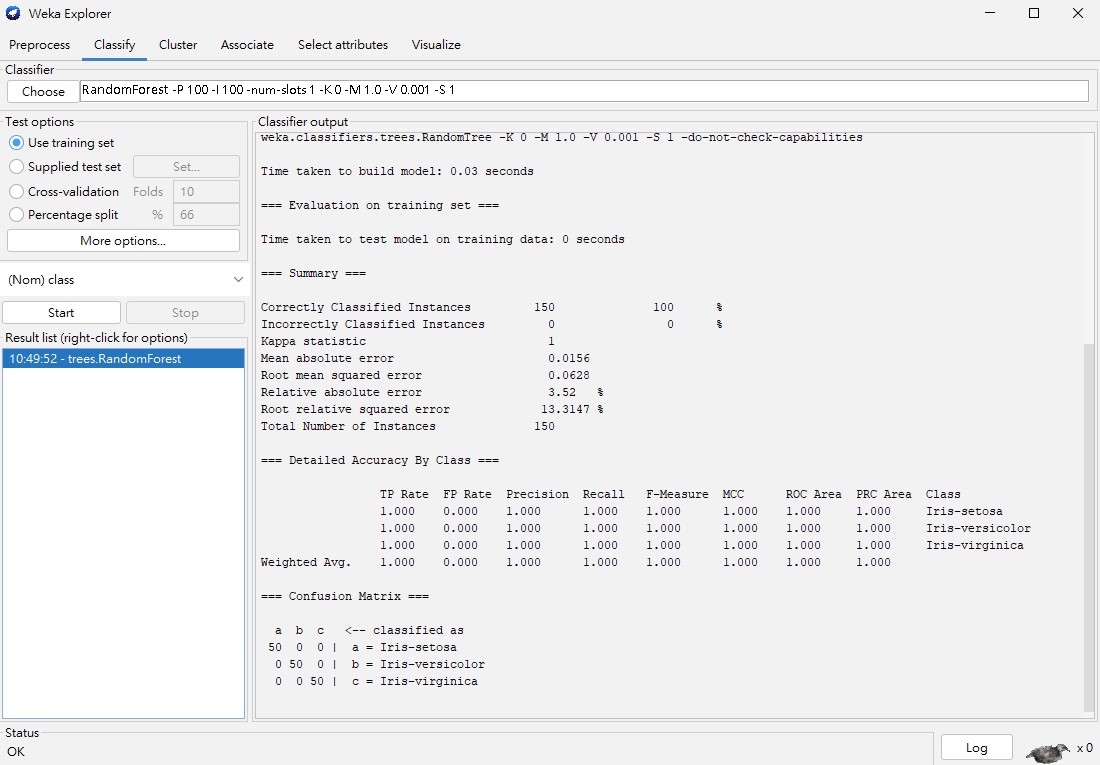 Weka Explorer
Preprocess Classify Cluster Associate Select attributes Visualize
Classifier
Choose RandomForest -P 100 -I 100 -num-slots 1 -K 0 -M 1.0 -V 0.001 -S 1
Test options
Use training set
Supplied test set Set...
Cross-validation Folds 10
Percentage split % 66
More options...
(Nom) class
Start Stop
Result list (right-click for options)
10:49:52 - trees.RandomForest
Classifier output
weka.classifiers.trees.RandomTree -K 0 -M 1.0 -V 0.001 -S 1 -do-not-check-capabilities
Time taken to build model: 0.03 seconds
=== Evaluation on training set ===
Time taken to test model on training data: 0 seconds
=== Summary ===
Correctly Classified Instances 150 100 %
Incorrectly Classified Instances 0 0 %
Kappa statistic 1
Mean absolute error 0.0156
Root mean squared error 0.0628
Relative absolute error 3.52 %
Root relative squared error 13.3147 %
Total Number of Instances 150
=== Detailed Accuracy By Class ===
TP Rate FP Rate Precision Recall F-Measure MCC ROC Area PRC Area Class
1.000 0.000 1.000 1.000 1.000 1.000 1.000 1.000 Iris-setosa
1.000 0.000 1.000 1.000 1.000 1.000 1.000 1.000 Iris-versicolor
1.000 0.000 1.000 1.000 1.000 1.000 1.000 1.000 Iris-virginica
Weighted Avg. 1.000 0.000 1.000 1.000 1.000 1.000 1.000 1.000
=== Confusion Matrix ===
a b c <-- classified as
50 0 0 | a = Iris-setosa
0 50 0 | b = Iris-versicolor
0 0 50 | c = Iris-virginica
Status
OK
Log
x 0